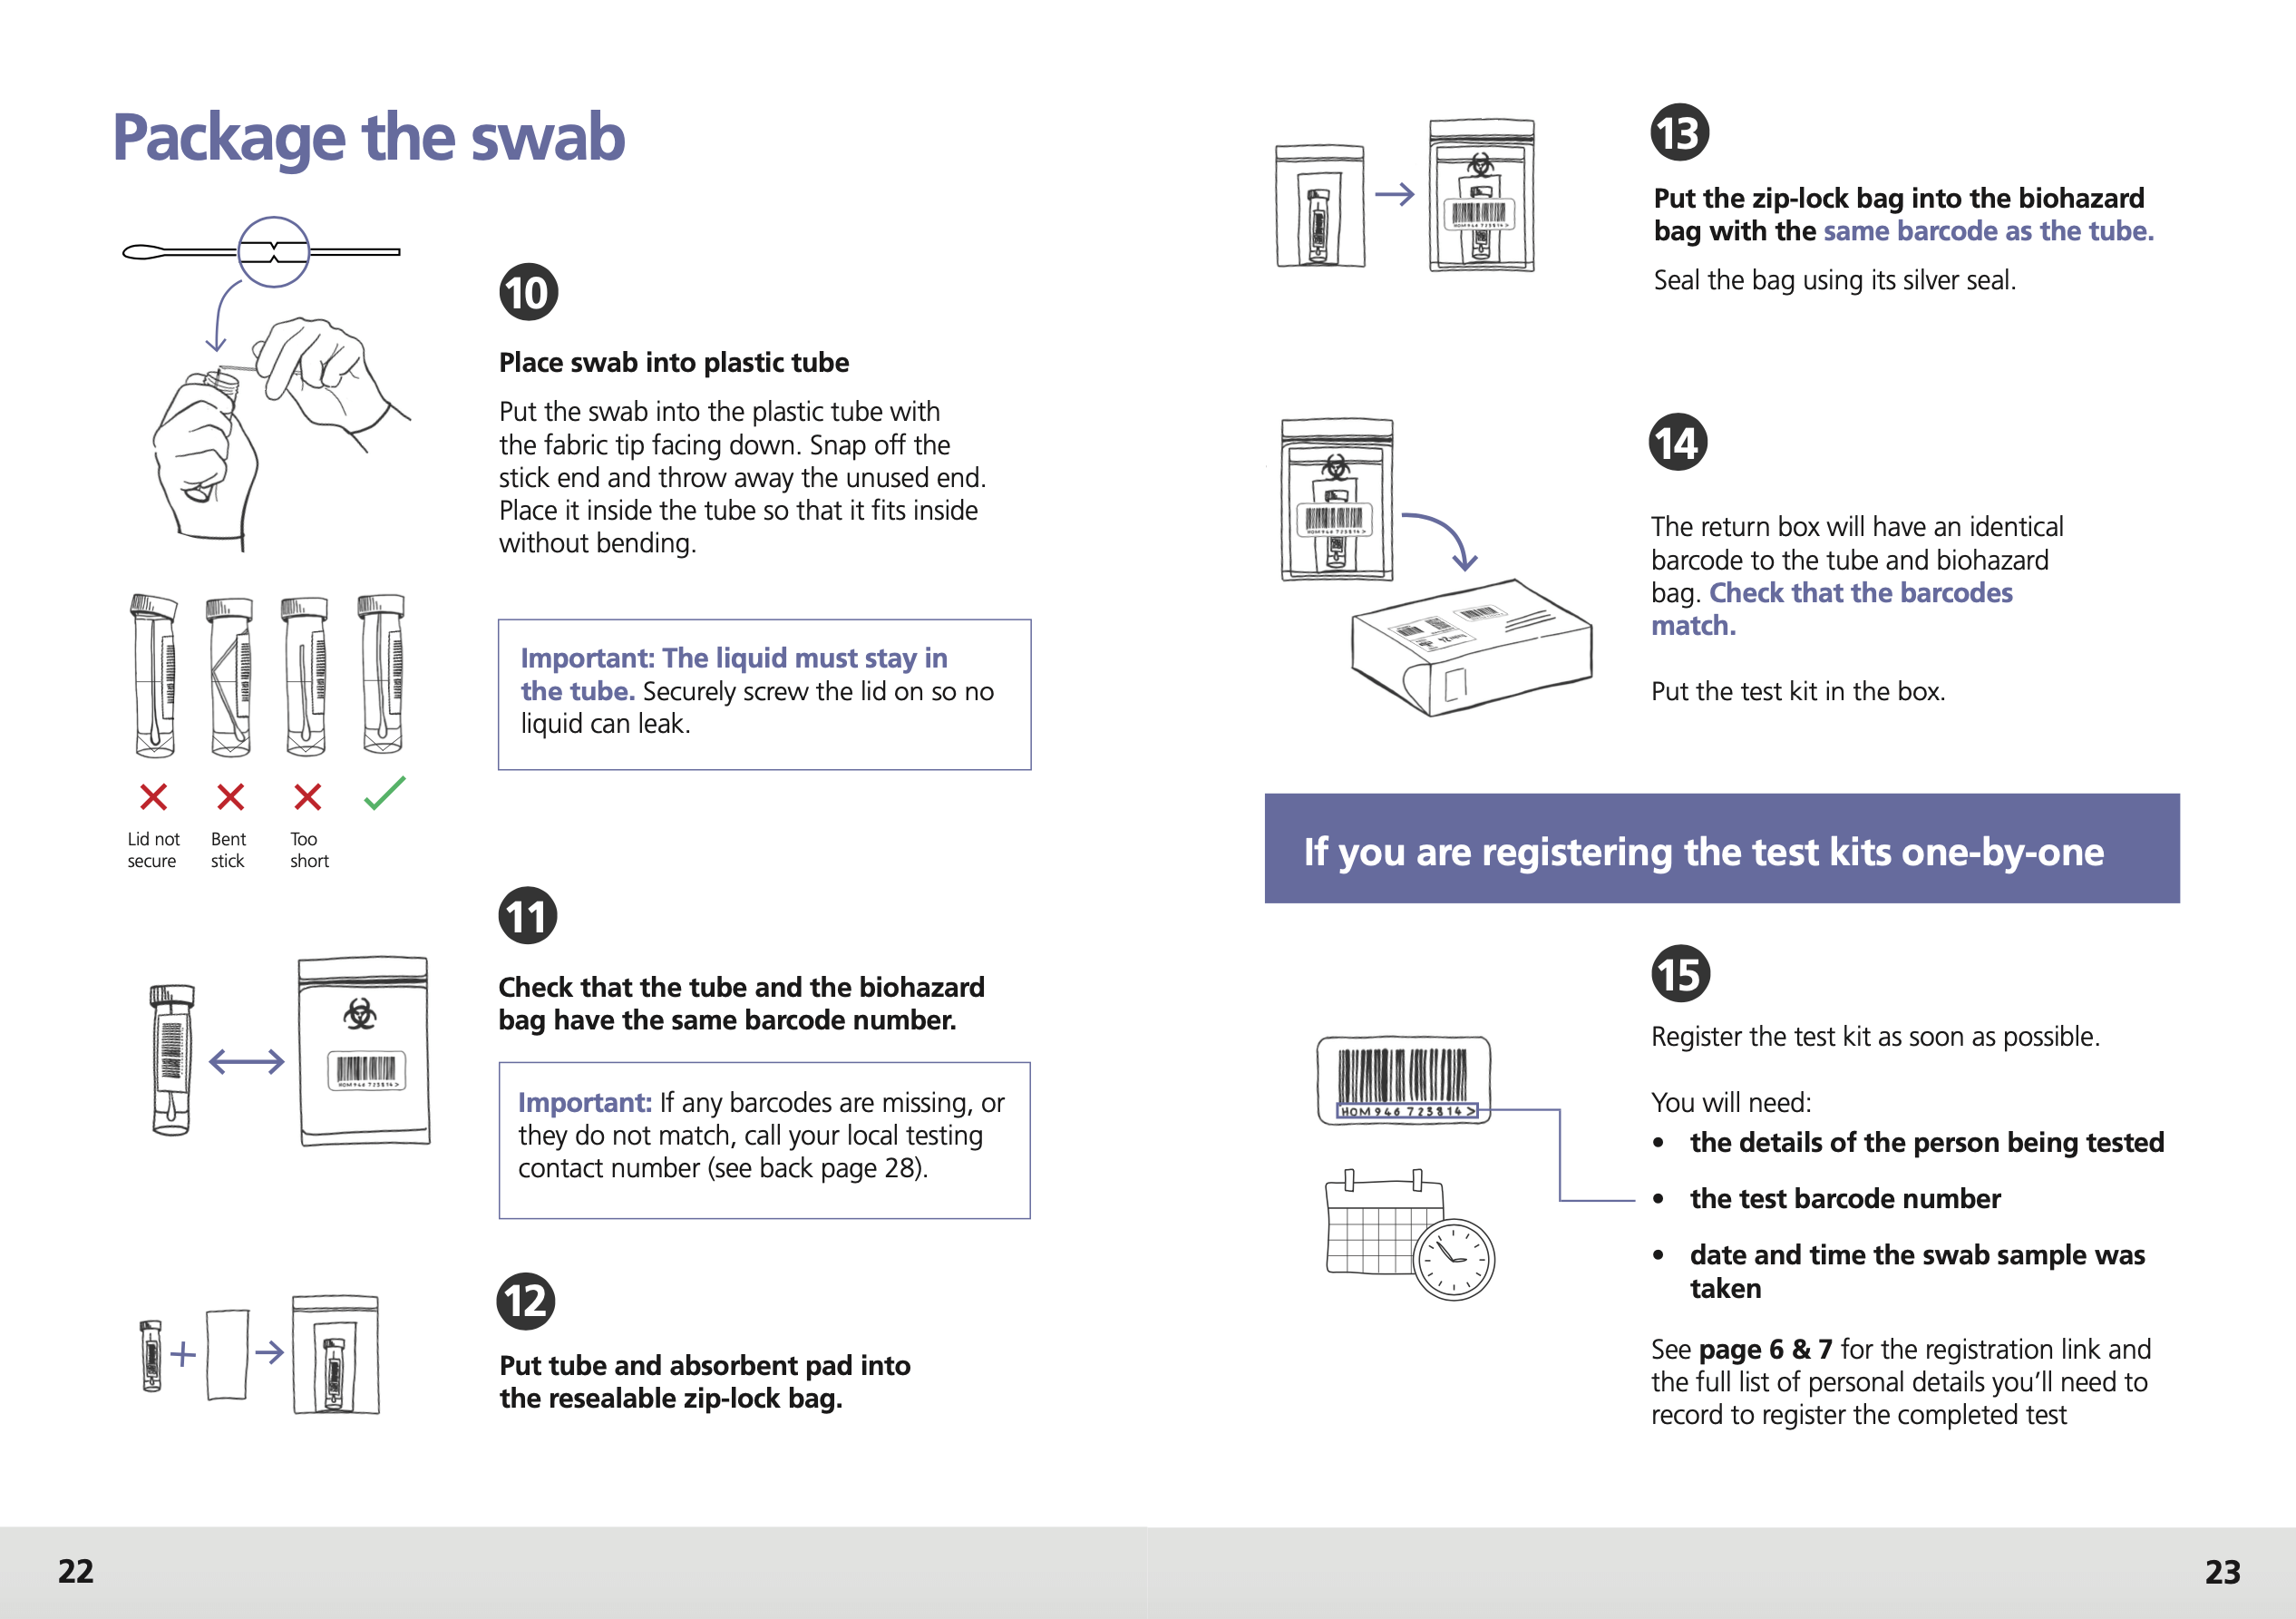 Package the swab
10
Place swab into plastic tube
Put the swab into the plastic tube with
the fabric tip facing down. Snap off the
stick end and throw away the unused end.
Place it inside the tube so that it fits inside
without bending.
Important: The liquid must stay in
the tube. Securely screw the lid on so no
liquid can leak.
Lid not
secure
Bent
stick
Too
short
11
Check that the tube and the biohazard
bag have the same barcode number.
Important: If any barcodes are missing, or
they do not match, call your local testing
contact number (see back page 28).
HOM946 723814>
12
Put tube and absorbent pad into
the resealable zip-lock bag.
22
13
Put the zip-lock bag into the biohazard
bag with the same barcode as the tube.
Seal the bag using its silver seal.
HOM946 723814>
14
The return box will have an identical
barcode to the tube and biohazard
bag. Check that the barcodes
match.
Put the test kit in the box.
HOM946 723814>
If you are registering the test kits one-by-one
15
Register the test kit as soon as possible.
You will need:
• the details of the person being tested
• the test barcode number
• date and time the swab sample was
taken
HOM946 723814>
See page 6 & 7 for the registration link and
the full list of personal details you’ll need to
record to register the completed test
23